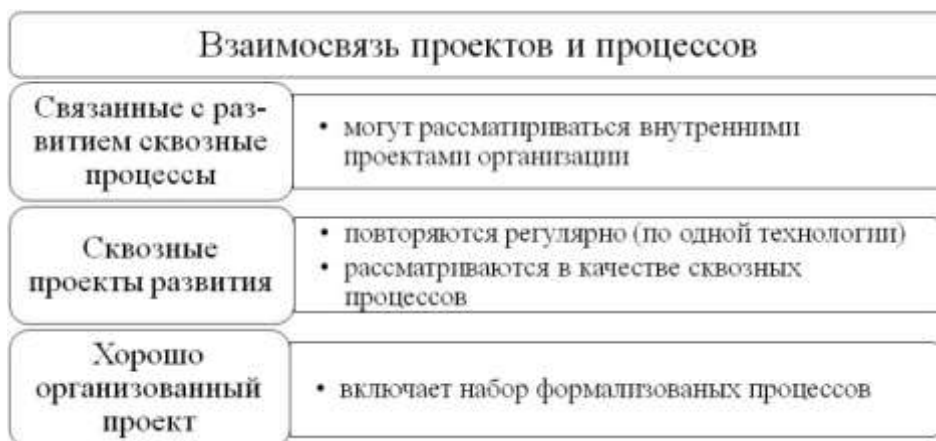 Взаимосвязь проектов и процессов
Связанные с раз-
витием сквозные
процессы
• могут рассматириваться внутренними
проектами организации
Сквозные
проекты развития
• повторяются регулярно (по одной технологии)
• рассматриваются в качестве сквозных
процессов
Хорошо
организованный
проект
• включает набор формализованых процессов